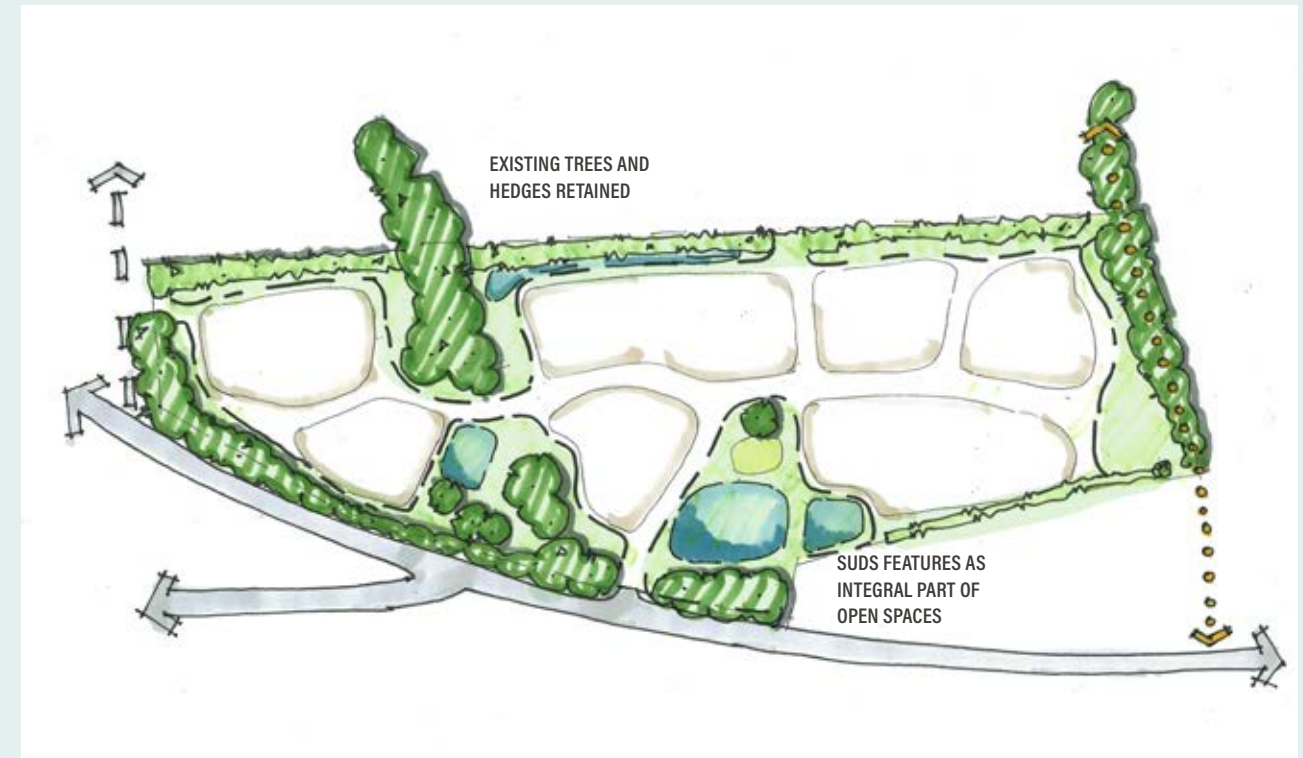 EXISTING TREES AND
HEDGES RETAINED
SUDS FEATURES AS
INTEGRAL PART OF
OPEN SPACES